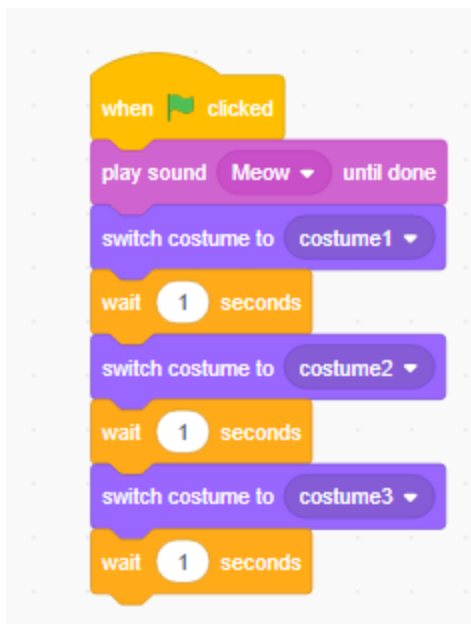 when clicked
play sound Meow until done
switch costume to costume1
wait 1 seconds
switch costume to costume2
wait 1 seconds
switch costume to costume3
wait 1 seconds